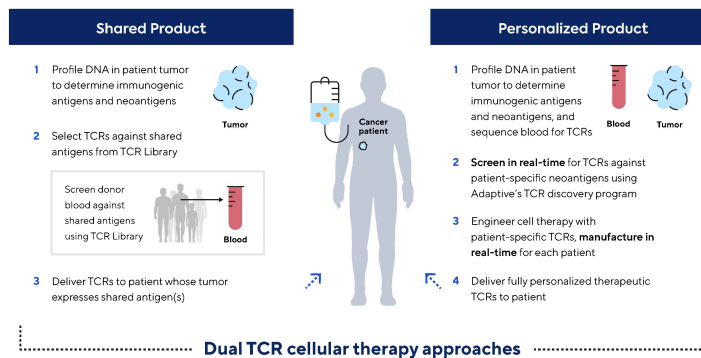 Shared Product
1 Profile DNA in patient tumor
to determine immunogenic
antigens and neoantigens
Tumor
2 Select TCRs against shared
antigens from TCR Library
Screen donor
blood against
shared antigens
using TCR Library
Blood
3 Deliver TCRs to patient whose tumor
expresses shared antigen(s)
Cancer
patient
Personalized Product
1 Profile DNA in patient
tumor to determine
immunogenic antigens
and neoantigens, and
sequence blood for TCRs
Blood
Tumor
2 Screen in real-time for TCRs against
patient-specific neoantigens using
Adaptive's TCR discovery program
3 Engineer cell therapy with
patient-specific TCRs, manufacture in
real-time for each patient
4 Deliver fully personalized therapeutic
TCRs to patient
Dual TCR cellular therapy approaches